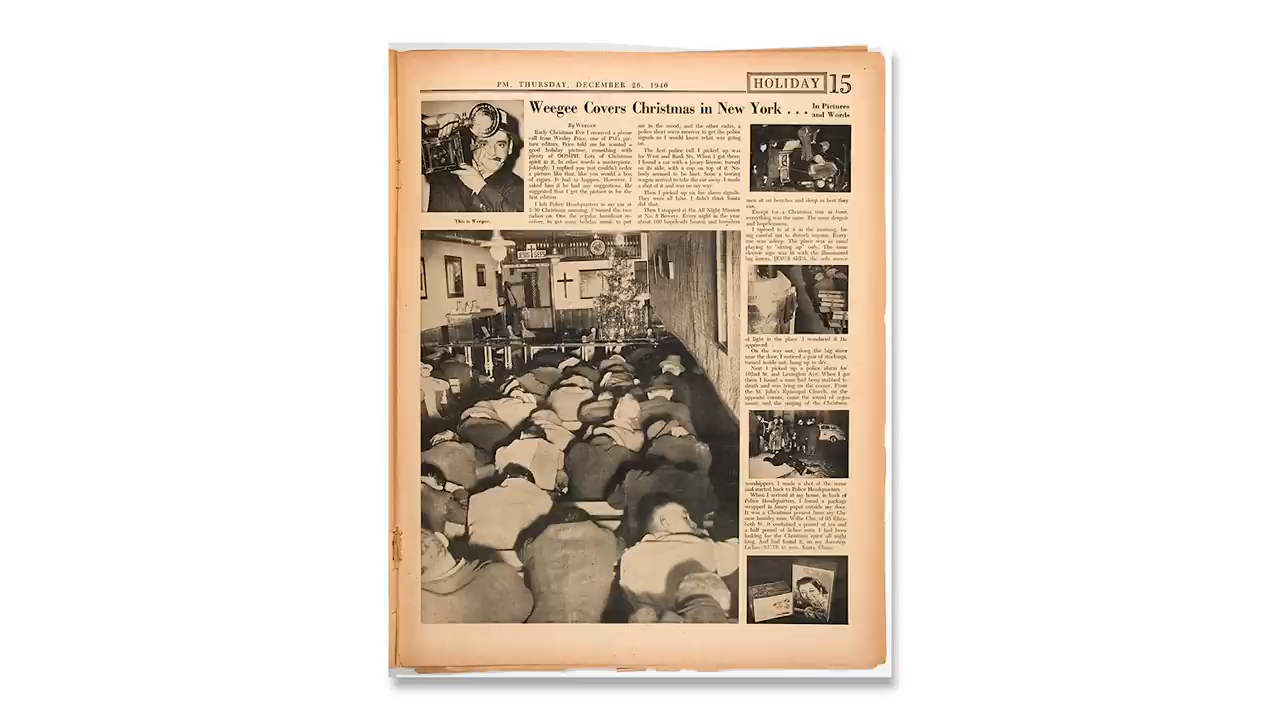 PM, THURSDAY, DECEMBER 26, 1940
HOLIDAY 15
Weegee Covers Christmas in New York . . . In Pictures
and Words
This is Weegee.
By WEEGEE
Early Christmas Eve I received a phone
call from Wesley Price, one of PM's pic-
ture editors. Price told me he wanted a
good holiday picture, something with
plenty of OOMPH. Lots of Christmas
spirit in it. In other words a masterpiece.
Jokingly, I replied you just couldn't order
a picture like that, like you would a box
of cigars. It had to happen. However, I
asked him if he had any suggestions. He
suggested that I get the picture in for the
first edition.
I left Police Headquarters in my car at
2:30 Christmas morning. I turned the two
radios on. One the regular broadcast re-
ceiver, to get some holiday music to put
me in the mood, and the other radio, a
police short wave receiver to get the police
signals so I would know what was going
on.
The first police call I picked up was
for West and Bank Sts. When I got there
I found a car with a Jersey license, turned
on its side, with a cop on top of it. No-
body seemed to be hurt. Soon a towing
wagon arrived to take the car away. I made
a shot of it and was on my way.
Then I picked up six fire alarm signals.
They were all false. I didn't think Santa
did that.
Then I stopped at the All Night Mission
at No. 8 Bowery. Every night in the year
about 100 hopelessly beaten and homeless
men sit on benches and sleep as best they
can.
Except for a Christmas tree in front,
everything was the same. The same despair
and hopelessness.
I tiptoed in at 4 in the morning, be-
ing careful not to disturb anyone. Every-
one was asleep. The place was as usual
playing to "sitting up" only. The same
electric sign was lit with the illuminated
big letters, JESUS SAVES, the only source
of light in the place. I wondered if He
approved.
On the way out, along the big stove
near the door, I noticed a pair of stockings,
turned inside out, hung up to dry.
Next I picked up a police alarm for
102nd St. and Lexington Ave. When I got
there I found a man had been stabbed to
death and was lying on the corner. From
the St. John's Episcopal Church, on the
opposite corner, came the sound of organ
music and the singing of the Christmas
worshippers. I made a shot of the scene
and started back to Police Headquarters.
When I arrived at my home, in back of
Police Headquarters, I found a package
wrapped in fancy paper outside my door.
It was a Christmas present from my Chi-
nese laundry man, Willie Chu, of 97 Eliza-
beth St. It contained a pound of tea and
a half pound of lichee nuts. I had been
looking for the Christmas spirit all night
long. And had found it, on my doorstep.
Lichee NUTS to you, Santa Claus.